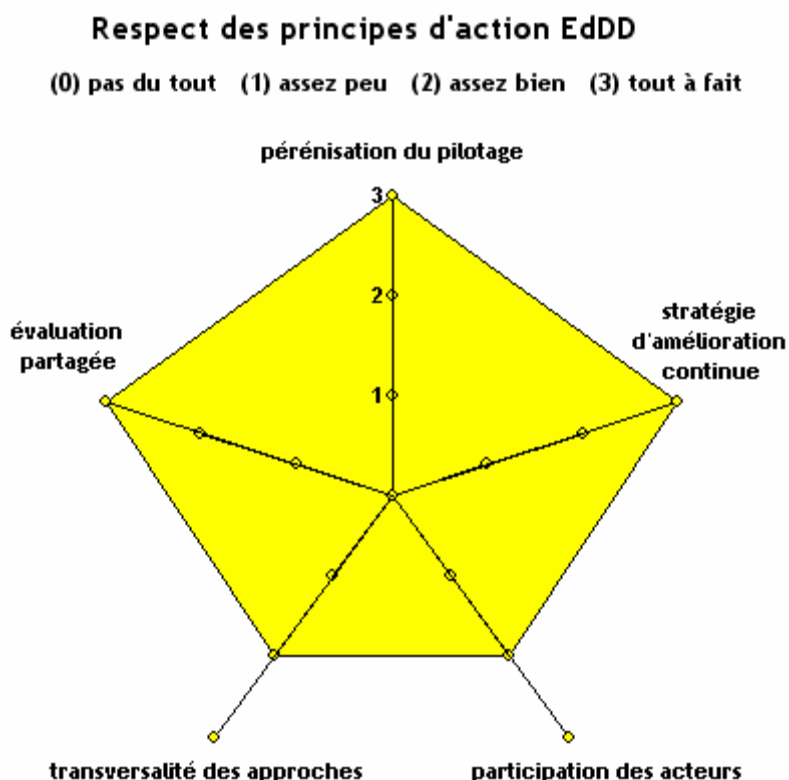 Respect des principes d'action EdDD
(0) pas du tout (1) assez peu (2) assez bien (3) tout à fait
pérénisation du pilotage
3
2
stratégie
d'amélioration
continue
évaluation
partagée
1
transversalité des approches
participation des acteurs